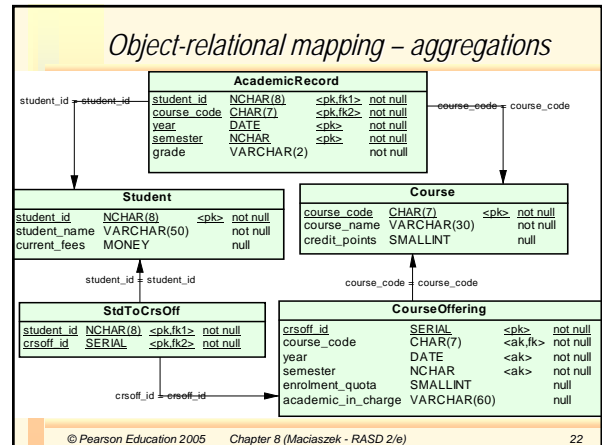 Object-relational mapping – aggregations
AcademicRecord
student_id NCHAR(8) <pk,fk1> not null
course_code CHAR(7) <pk,fk2> not null
year DATE <pk> not null
semester NCHAR <pk> not null
grade VARCHAR(2) not null
student_id = student_id
course_code = course_code
Student
student_id NCHAR(8) <pk> not null
student_name VARCHAR(50) not null
current_fees MONEY null
Course
course_code CHAR(7) <pk> not null
course_name VARCHAR(30) not null
credit_points SMALLINT null
student_id = student_id
course_code = course_code
StdToCrsOff
student_id NCHAR(8) <pk,fk1> not null
crsoff_id SERIAL <pk,fk2> not null
CourseOffering
crsoff_id SERIAL <pk> not null
course_code CHAR(7) <ak,fk> not null
year DATE <ak> not null
semester NCHAR <ak> not null
enrolment_quota SMALLINT null
academic_in_charge VARCHAR(60) null
crsoff_id = crsoff_id
© Pearson Education 2005 Chapter 8 (Maciaszek - RASD 2/e) 22